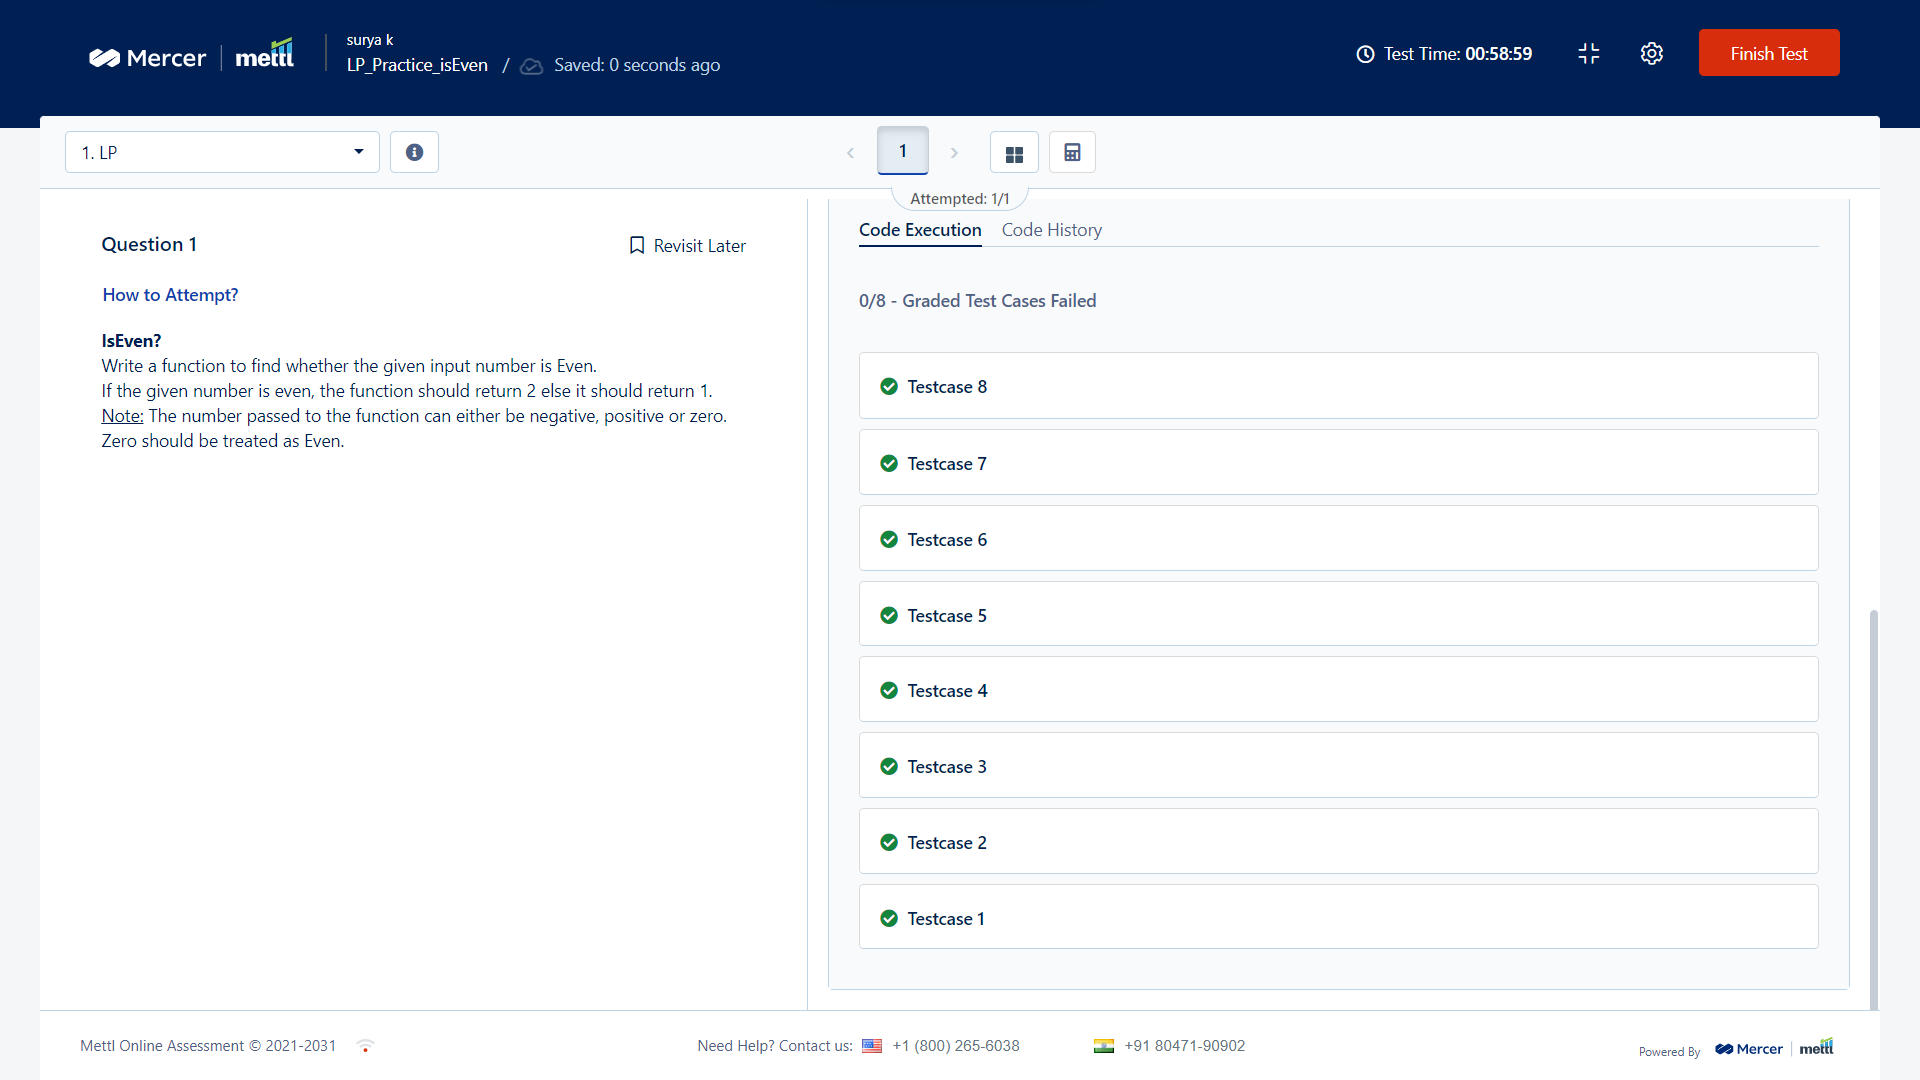 Mercer mettl
surya k
LP_Practice_isEven / Saved: 0 seconds ago
Test Time: 00:58:59
Finish Test
1. LP
1
Attempted: 1/1
Question 1
Revisit Later
How to Attempt?
IsEven?
Write a function to find whether the given input number is Even.
If the given number is even, the function should return 2 else it should return 1.
Note: The number passed to the function can either be negative, positive or zero.
Zero should be treated as Even.
Code Execution Code History
0/8 - Graded Test Cases Failed
Testcase 8
Testcase 7
Testcase 6
Testcase 5
Testcase 4
Testcase 3
Testcase 2
Testcase 1
Mettl Online Assessment © 2021-2031
Need Help? Contact us: +1 (800) 265-6038 +91 80471-90902
Powered By Mercer mettl